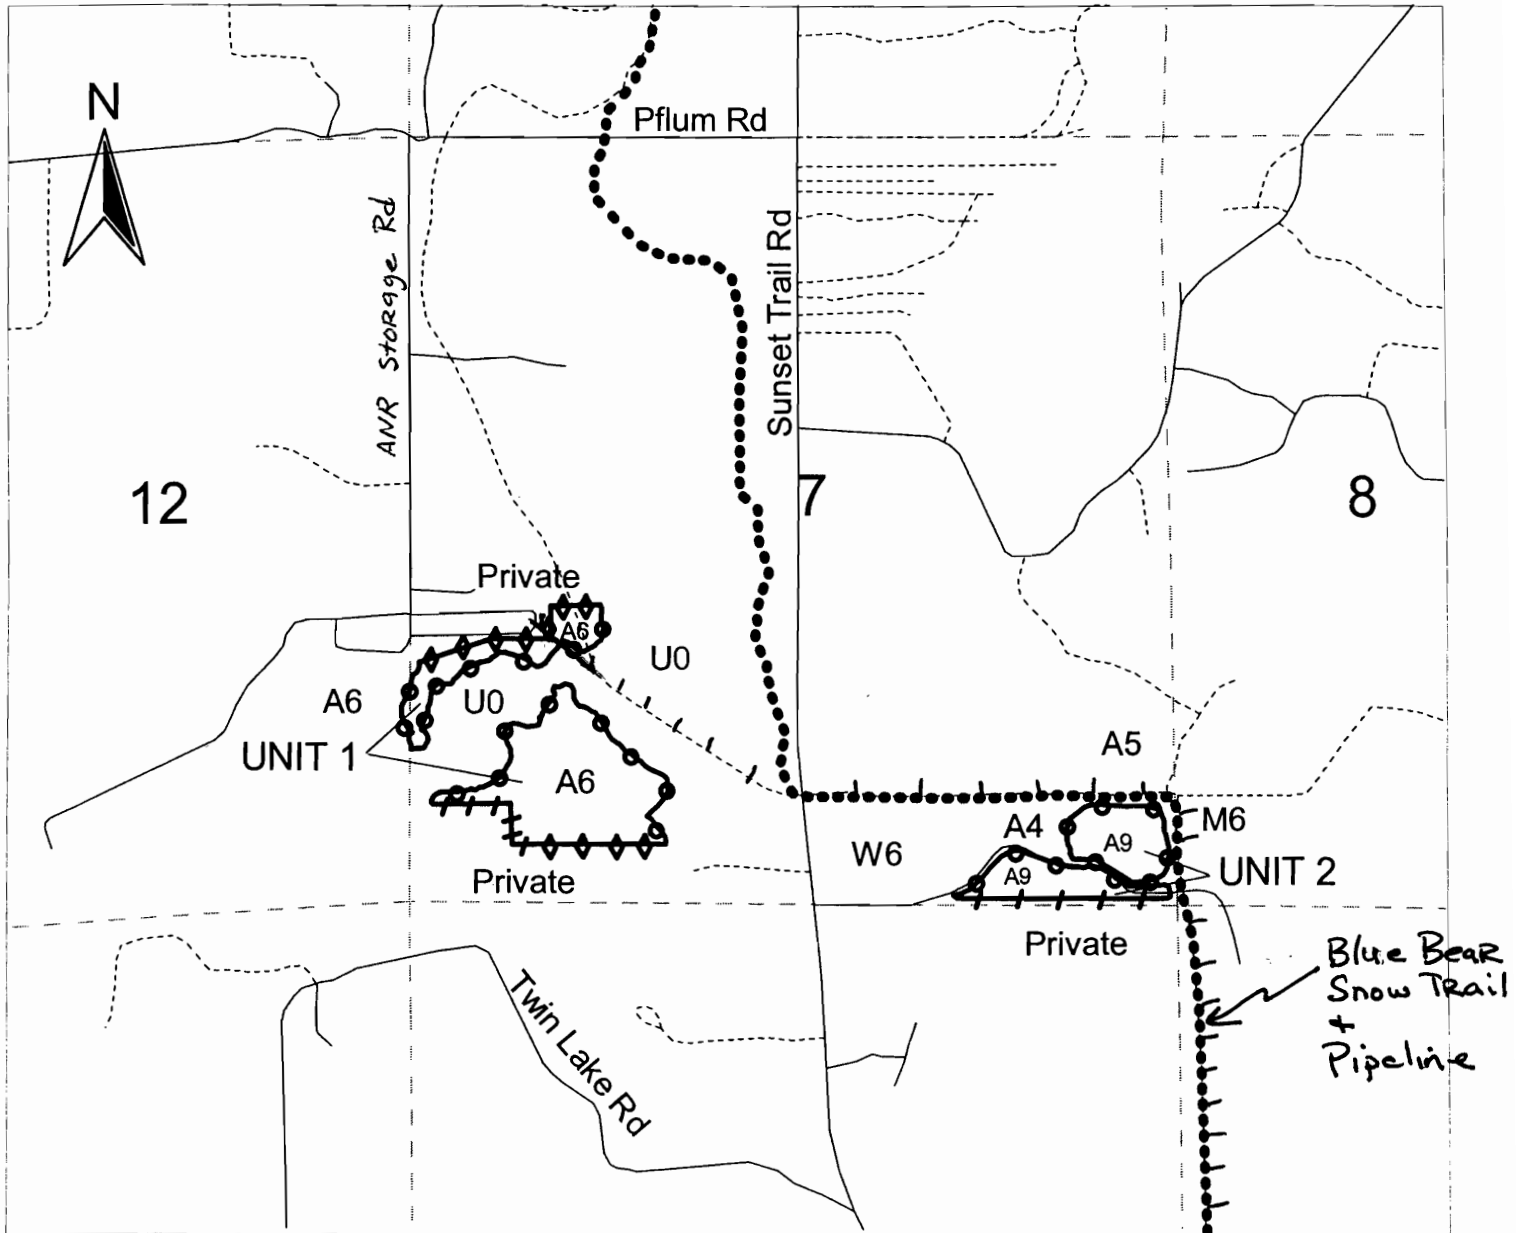 N
Pflum Rd
ANR Storage Rd
Sunset Trail Rd
12
7
8
Private
A6
U0
A6
U0
UNIT 1
A6
A5
A4
M6
W6
A9
A9
UNIT 2
Private
Private
Blue Bear
Snow Trail
+
Pipeline
Twin Lake Rd